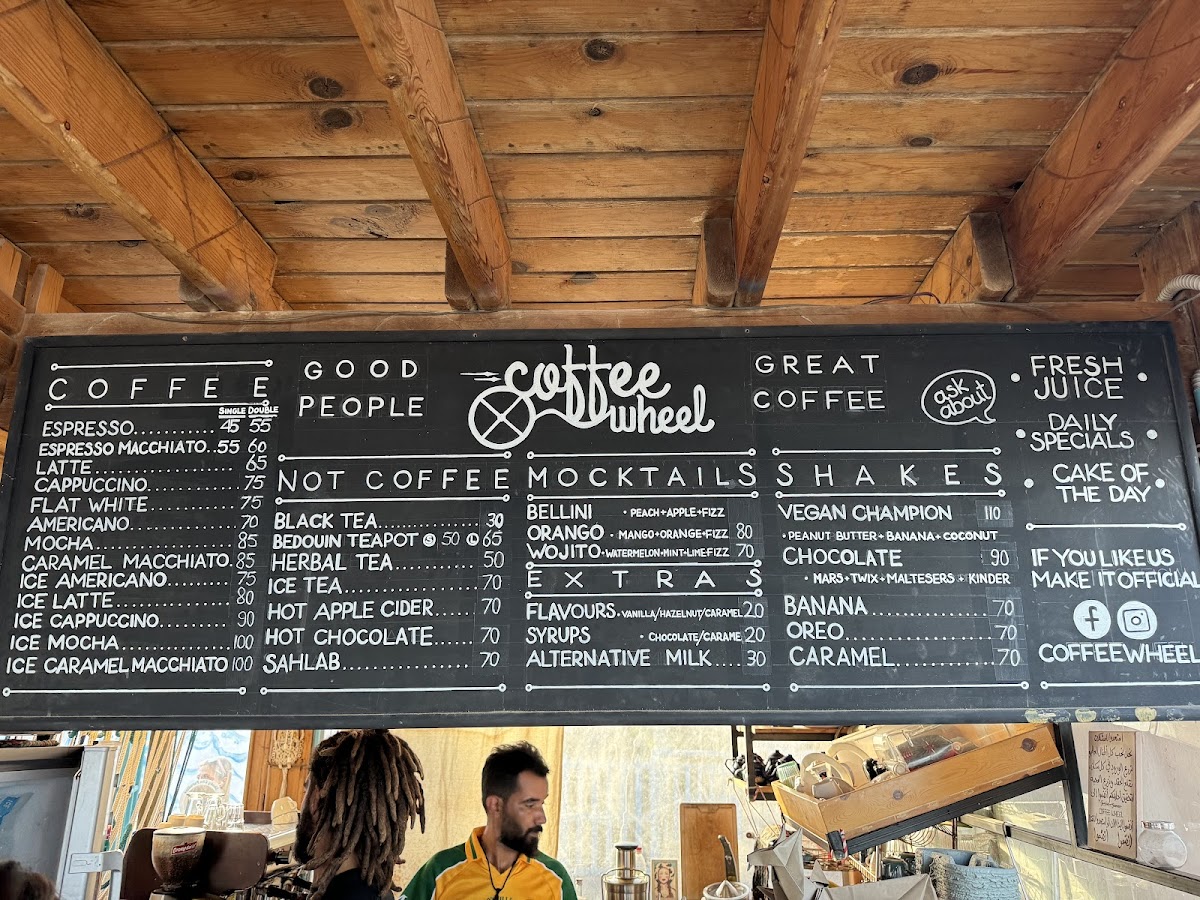 COFFEE
SINGLE DOUBLE
ESPRESSO........... 45 55
ESPRESSO MACCHIATO..55 60
LATTE 65
CAPPUCCINO 75
FLAT WHITE 75
AMERICANO 70
MOCHA 85
CARAMEL MACCHIATO. 85
ICE AMERICANO 75
ICE LATTE 80
ICE CAPPUCCINO 90
ICE MOCHA 100
ICE CARAMEL MACCHIATO 100
GOOD
PEOPLE
NOT COFFEE
BLACK TEA 30
BEDOUIN TEAPOT S 50 L 65
HERBAL TEA 50
ICE TEA 70
HOT APPLE CIDER 70
HOT CHOCOLATE 70
SAHLAB 70
coffee
wheel
MOCKTAILS
BELLINI • PEACH+APPLE+FIZZ
ORANGO • MANGO+ORANGE+FIZZ 80
WOJITO•WATERMELON+MINT+LIME+FIZZ 70
EXTRAS
FLAVOURS•VANILLA/HAZELNUT/CARAMEL 20
SYRUPS • CHOCOLATE/CARAME 20
ALTERNATIVE MILK.... 30
GREAT
COFFEE
SHAKES
VEGAN CHAMPION 110
•PEANUT BUTTER+BANANA+COCONUT
CHOCOLATE 90
• MARS+TWIX+MALTESERS+KINDER
BANANA 70
OREO 70
CARAMEL 70
ask
about
• FRESH •
JUICE
• DAILY •
SPECIALS
• CAKE OF
THE DAY •
IF YOU LIKE US
MAKE IT OFFICIAL
f
COFFEEWHEEL